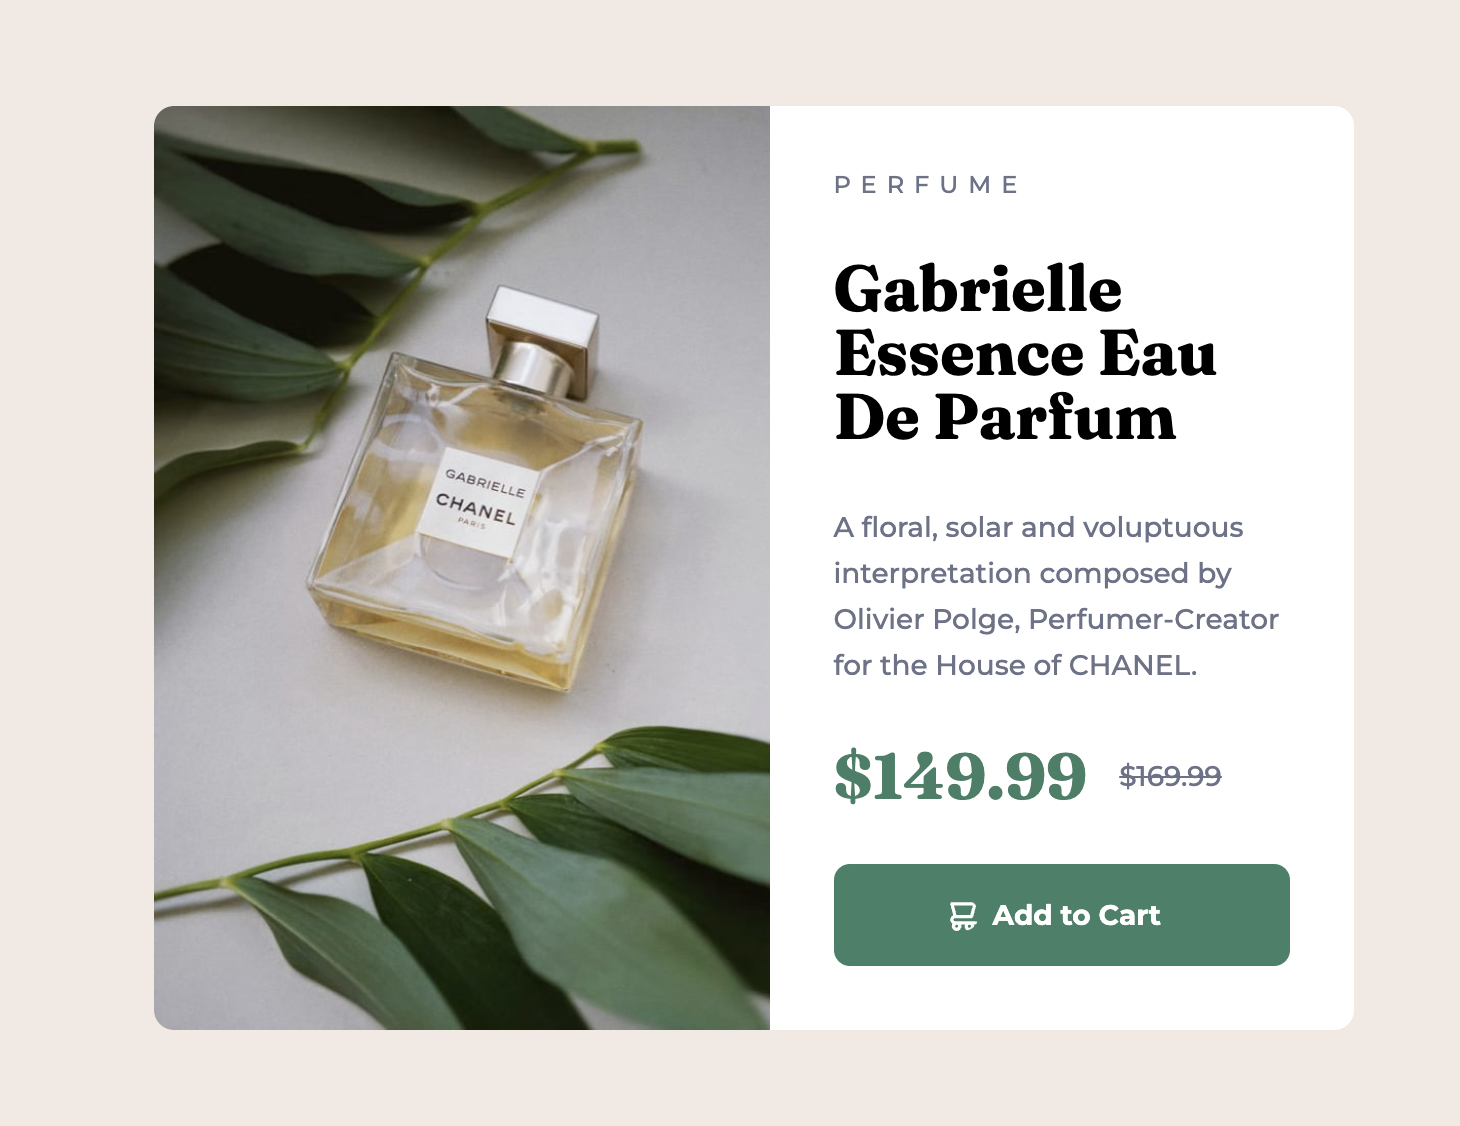 GABRIELLE
CHANEL
PARIS
PERFUME
Gabrielle
Essence Eau
De Parfum
A floral, solar and voluptuous
interpretation composed by
Olivier Polge, Perfumer-Creator
for the House of CHANEL.
$149.99 $169.99
Add to Cart